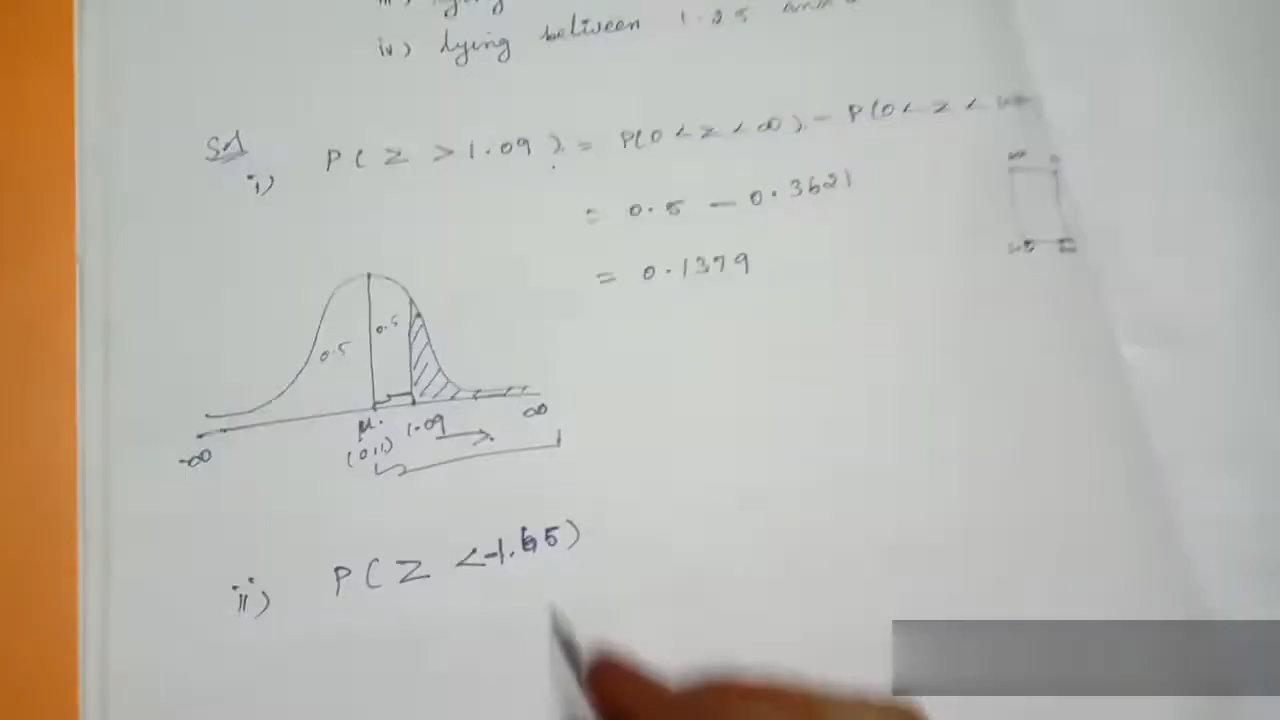 iv) lying between 1.25
Sol
i) P( Z > 1.09 ) = P(0 < Z < ∞) - P(0 < Z <
= 0.5 - 0.3621
= 0.1379
0.5 0.5
-∞ μ. 1.09 ∞
(0,1)
ii) P( Z < -1.65)